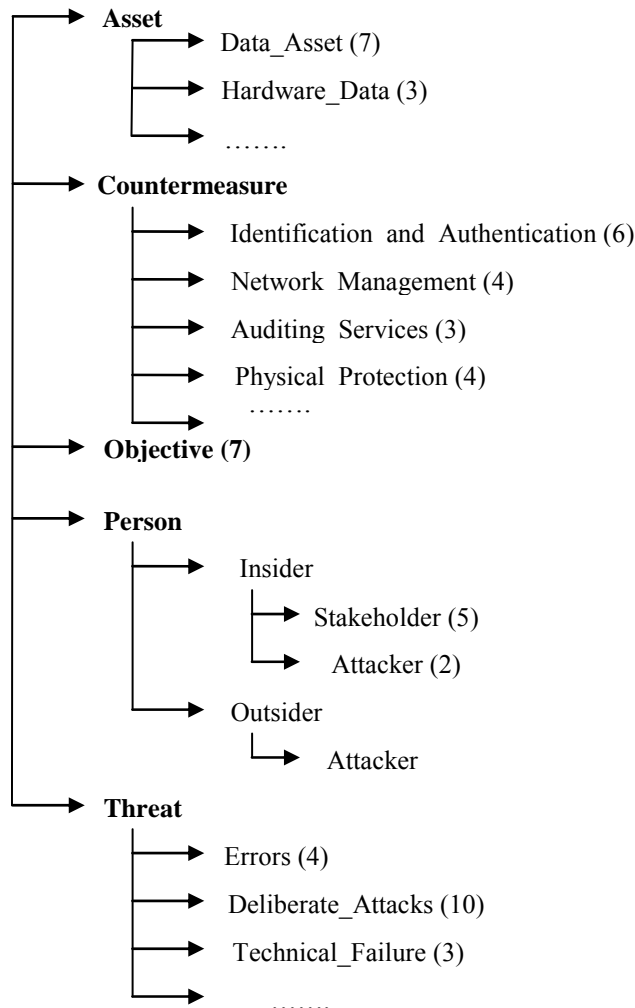 Asset
Data_Asset (7)
Hardware_Data (3)
…….
Countermeasure
Identification and Authentication (6)
Network Management (4)
Auditing Services (3)
Physical Protection (4)
…….
Objective (7)
Person
Insider
Stakeholder (5)
Attacker (2)
Outsider
Attacker
Threat
Errors (4)
Deliberate_Attacks (10)
Technical_Failure (3)
…….